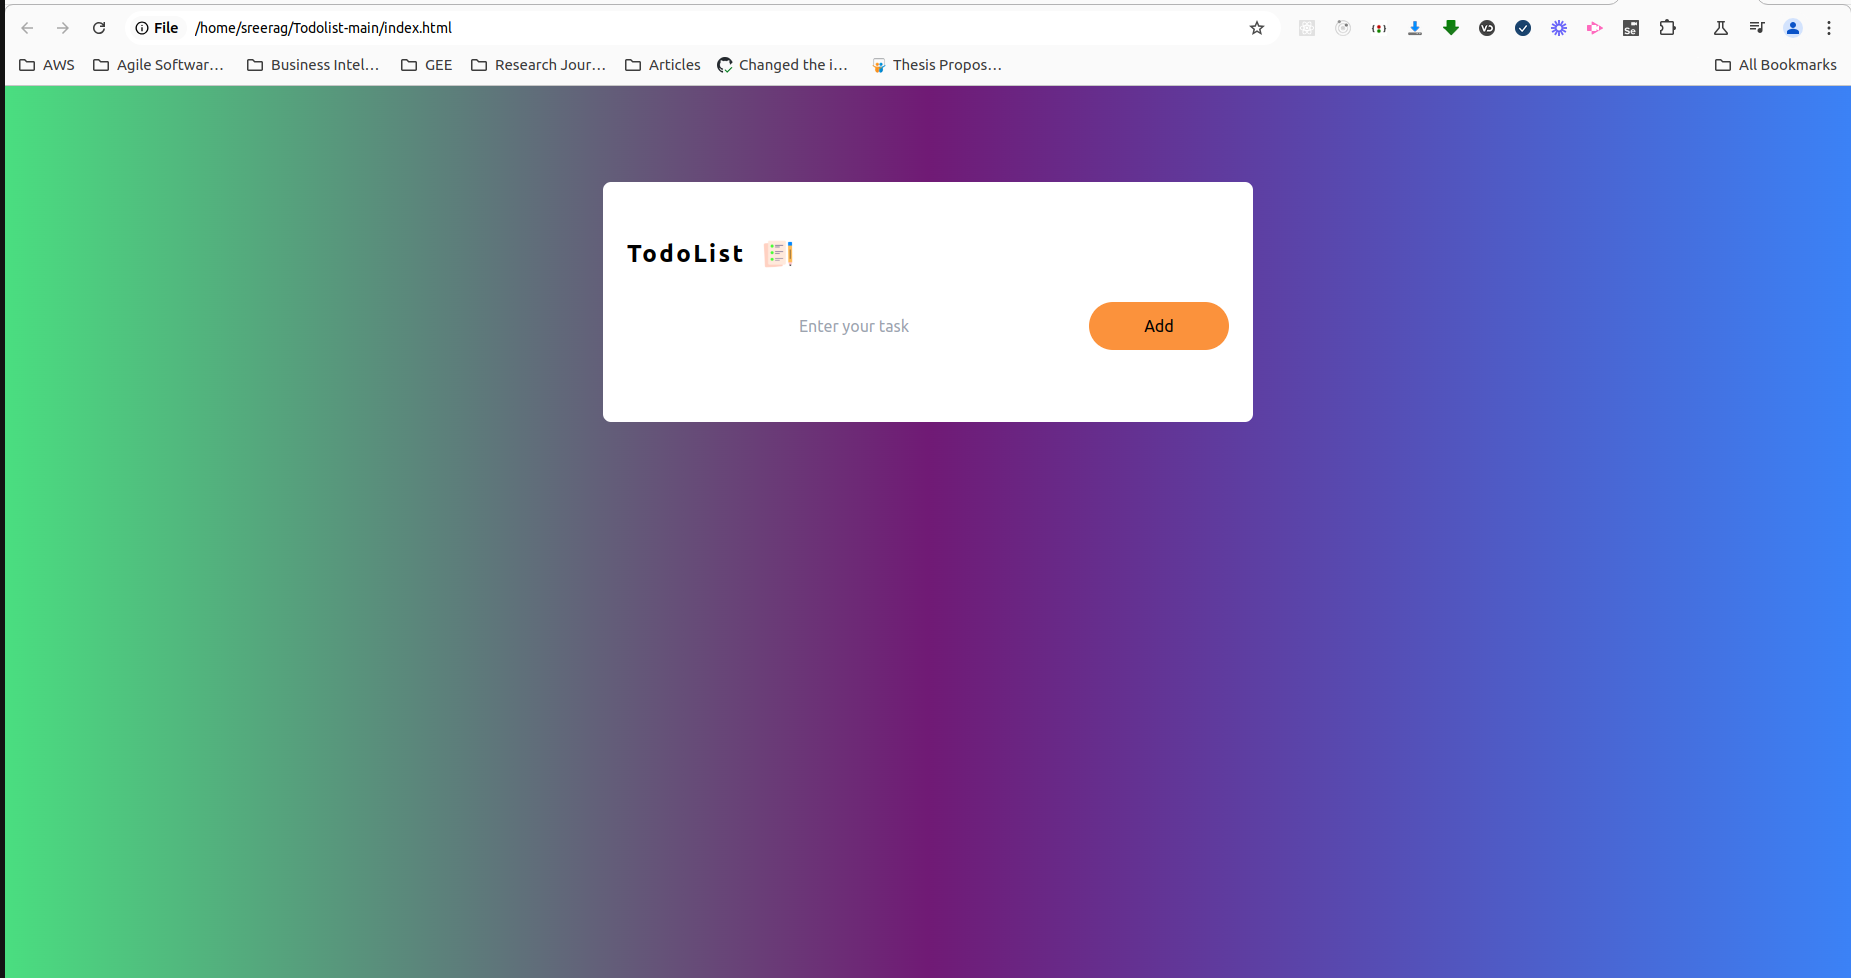 File /home/sreerag/Todolist-main/index.html
AWS Agile Softwar… Business Intel… GEE Research Jour… Articles Changed the i… Thesis Propos… All Bookmarks
TodoList
Enter your task Add